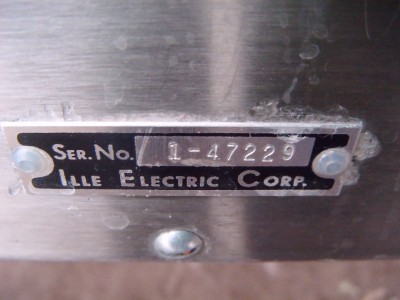 Ser. No. 1-47229
Ille Electric Corp.